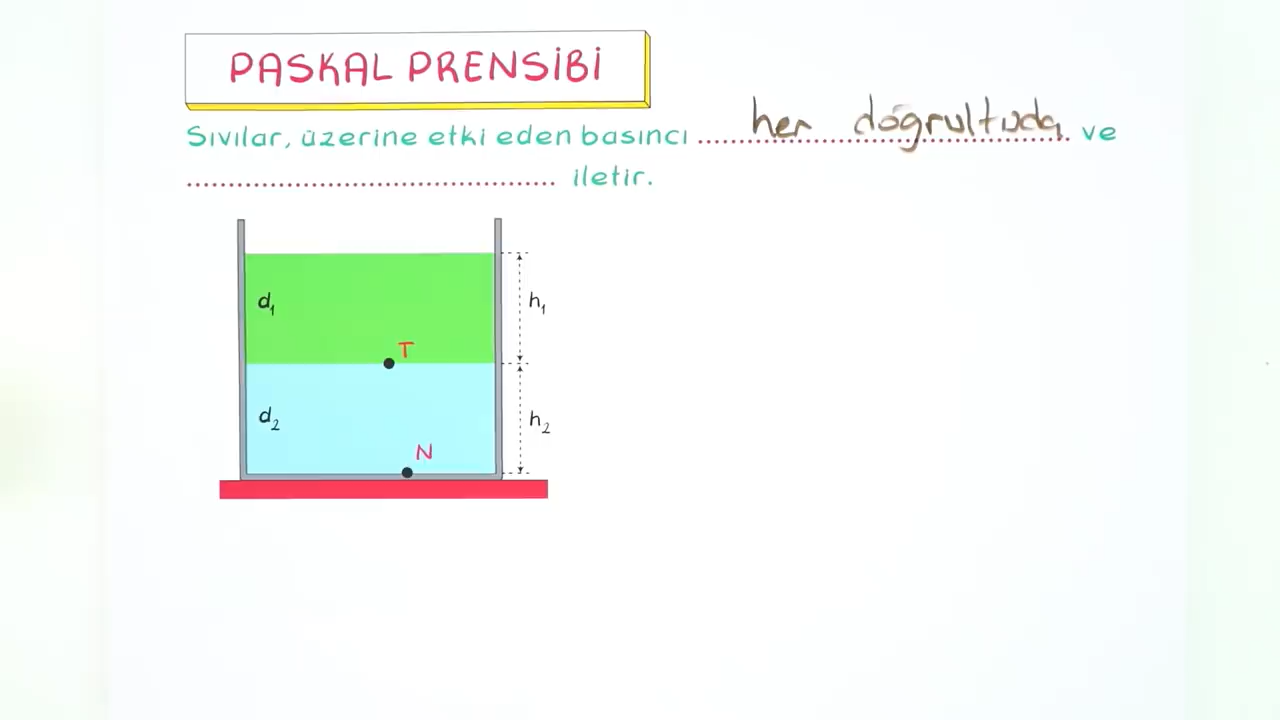 PASKAL PRENSİBİ
Sıvılar, üzerine etki eden basıncı her doğrultuda ve
.......................................... iletir.
d₁
h₁
T
d₂
h₂
N